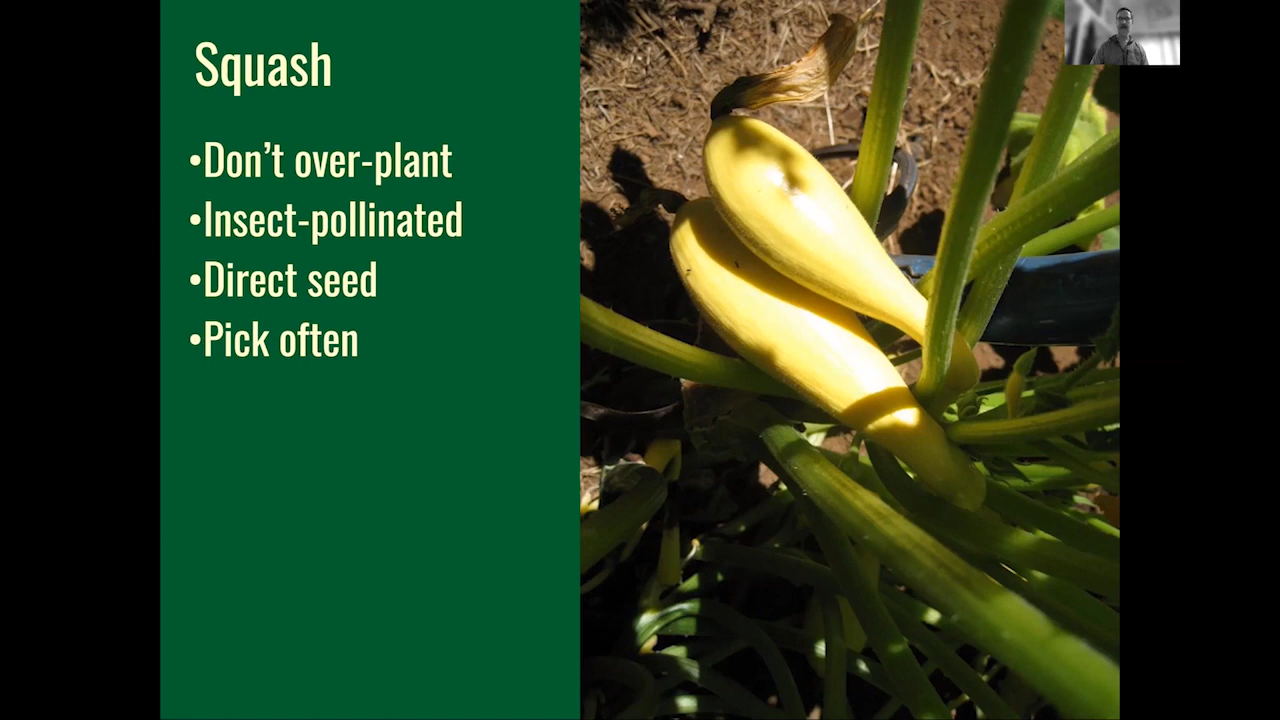 Squash
•Don’t over-plant
•Insect-pollinated
•Direct seed
•Pick often